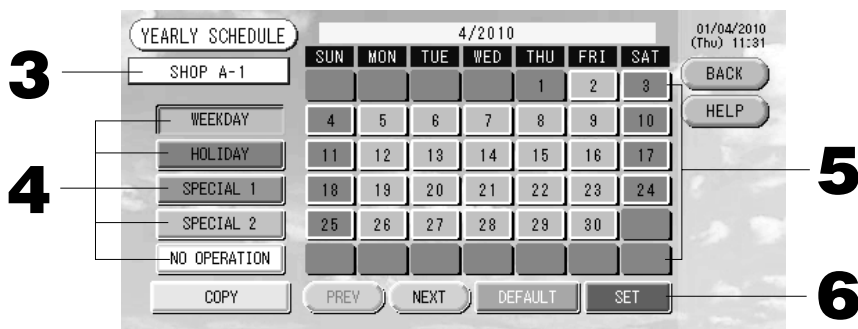 YEARLY SCHEDULE
4/2010
01/04/2010
(Thu) 11:31
3
SHOP A-1
SUN MON TUE WED THU FRI SAT
BACK
1 2 3
HELP
WEEKDAY
4 5 6 7 8 9 10
HOLIDAY
11 12 13 14 15 16 17
5
4
SPECIAL 1
18 19 20 21 22 23 24
SPECIAL 2
25 26 27 28 29 30
NO OPERATION
COPY
PREV NEXT DEFAULT SET
6